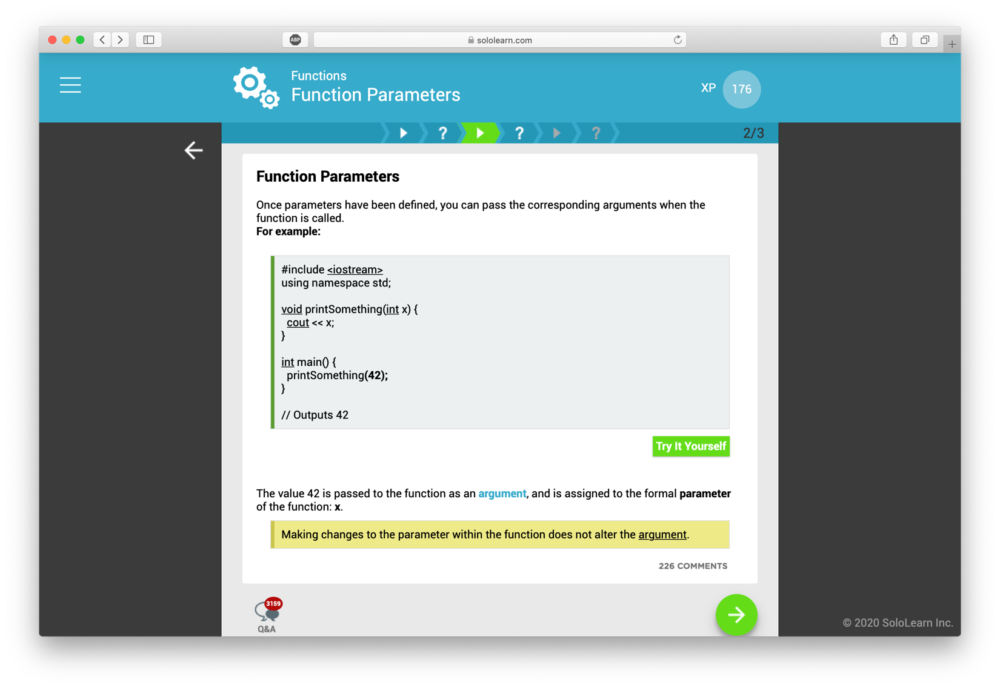 ABP
sololearn.com
Functions
Function Parameters
XP 176
? ? ?
2/3
Function Parameters
Once parameters have been defined, you can pass the corresponding arguments when the
function is called.
For example:
#include <iostream>
using namespace std;
void printSomething(int x) {
cout << x;
}
int main() {
printSomething(42);
}
// Outputs 42
Try It Yourself
The value 42 is passed to the function as an argument, and is assigned to the formal parameter
of the function: x.
Making changes to the parameter within the function does not alter the argument.
226 COMMENTS
3159
Q&A
© 2020 SoloLearn Inc.